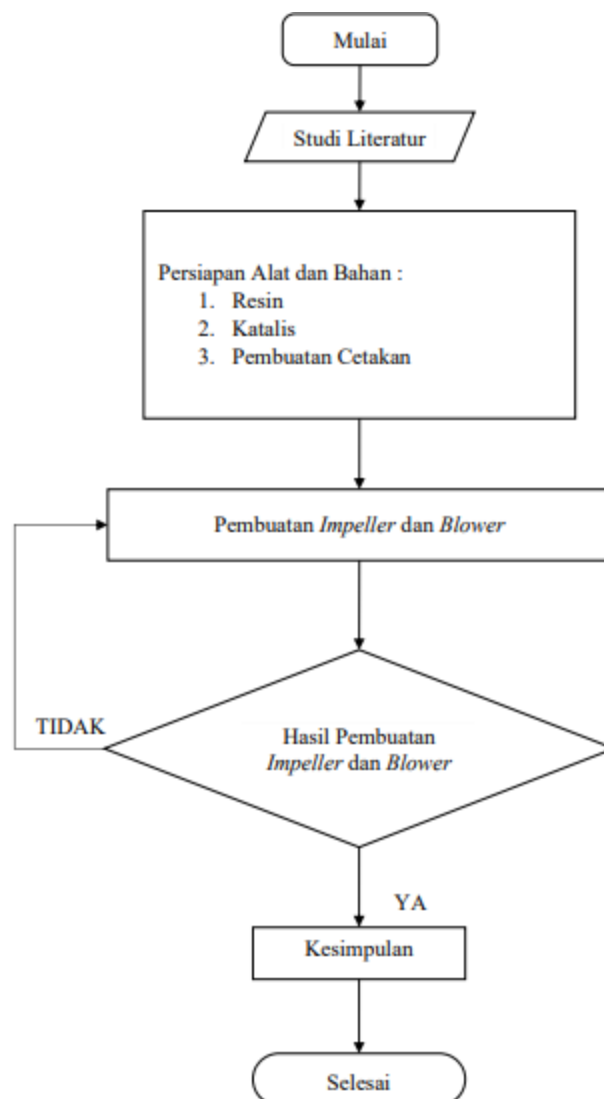 Mulai
Studi Literatur
Persiapan Alat dan Bahan :
1. Resin
2. Katalis
3. Pembuatan Cetakan
Pembuatan Impeller dan Blower
TIDAK
Hasil Pembuatan
Impeller dan Blower
YA
Kesimpulan
Selesai